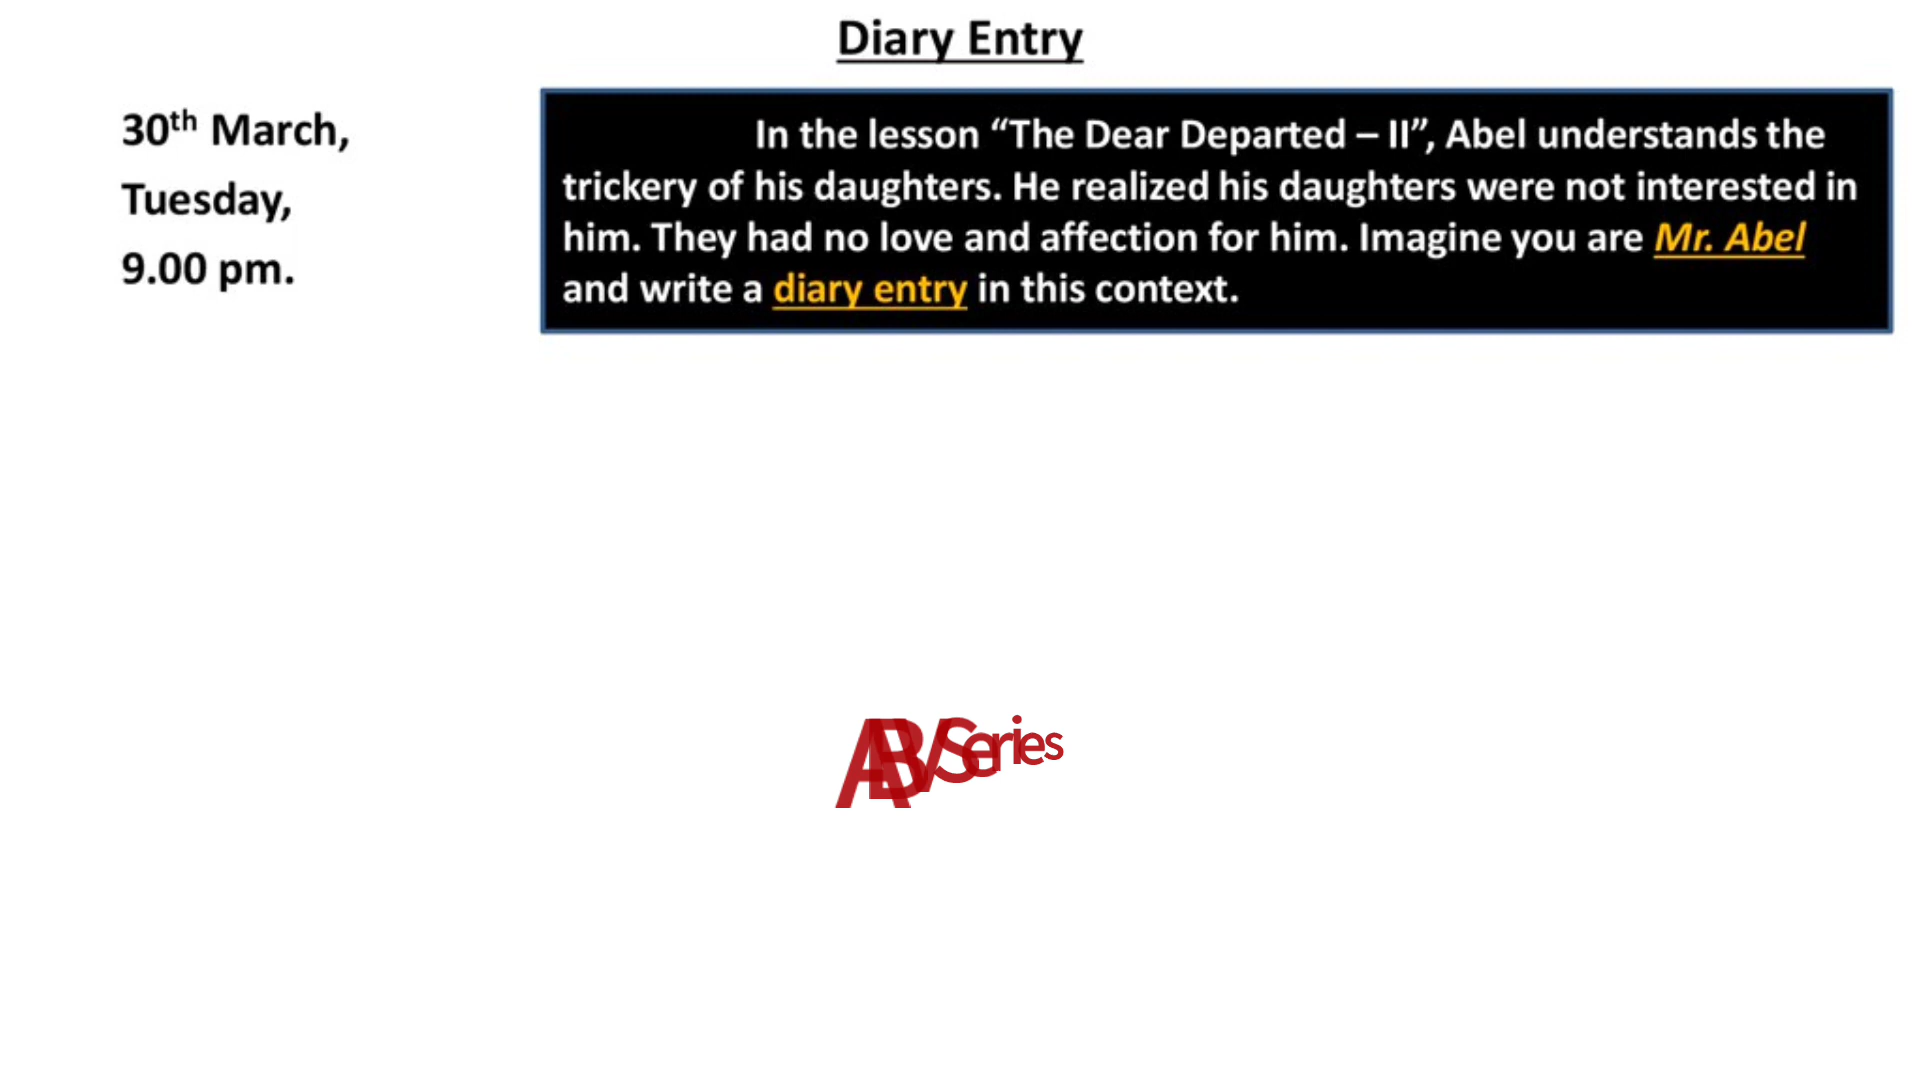 Diary Entry
30th March,
Tuesday,
9.00 pm.
In the lesson “The Dear Departed – II”, Abel understands the
trickery of his daughters. He realized his daughters were not interested in
him. They had no love and affection for him. Imagine you are Mr. Abel
and write a diary entry in this context.
ABV Series